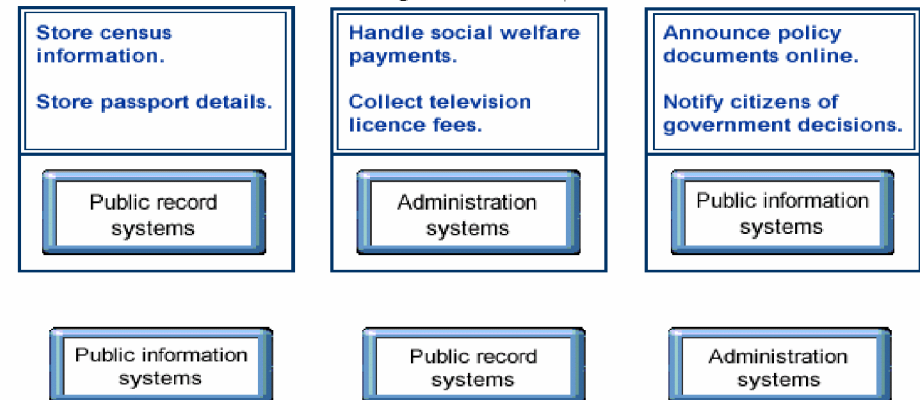 Store census
information.
Store passport details.
Public record
systems
Handle social welfare
payments.
Collect television
licence fees.
Administration
systems
Announce policy
documents online.
Notify citizens of
government decisions.
Public information
systems
Public information
systems
Public record
systems
Administration
systems